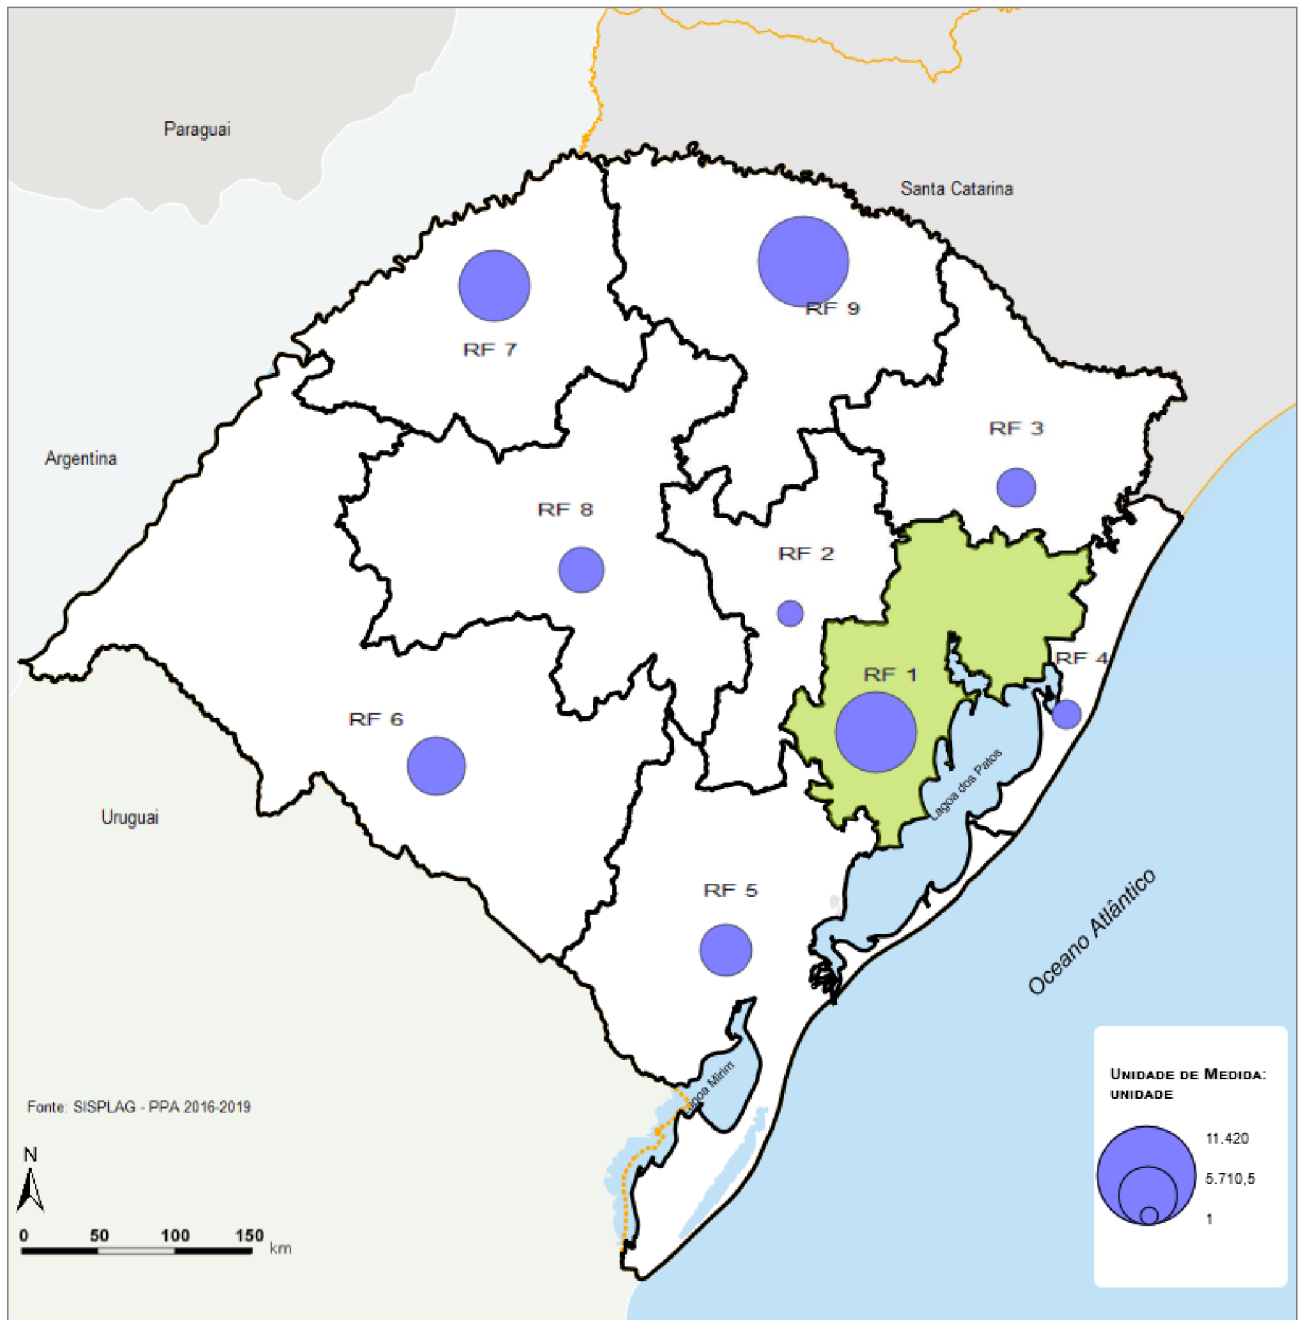 Paraguai
Santa Catarina
RF 9
RF 7
RF 3
Argentina
RF 8
RF 2
RF 4
RF 1
RF 6
Lagoa dos Patos
Uruguai
RF 5
Oceano Atlântico
Lagoa Mirim
UNIDADE DE MEDIDA:
UNIDADE
Fonte: SISPLAG - PPA 2016-2019
11.420
5.710,5
1
N
0 50 100 150
km